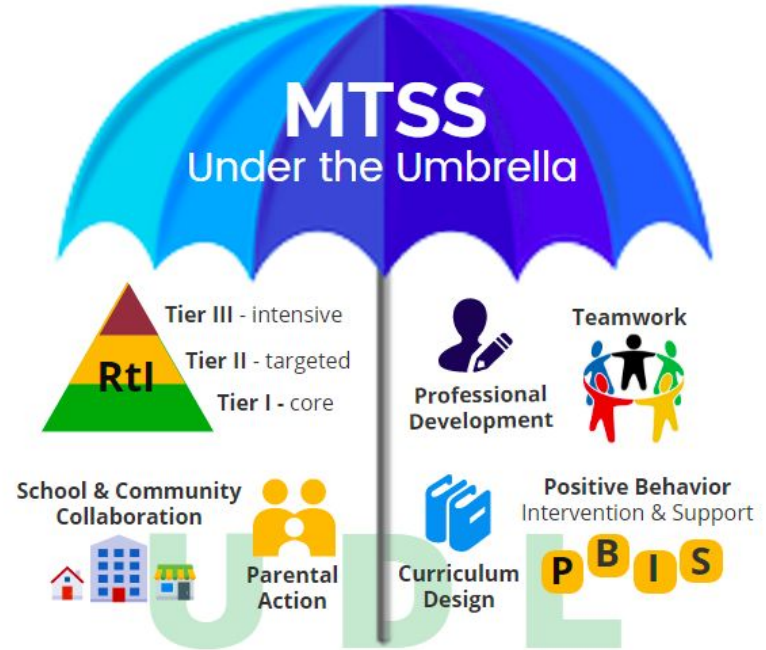 MTSS
Under the Umbrella
RtI
Tier III - intensive
Tier II - targeted
Tier I - core
Professional
Development
Teamwork
School & Community
Collaboration
Parental
Action
Curriculum
Design
Positive Behavior
Intervention & Support
PBIS
UDL